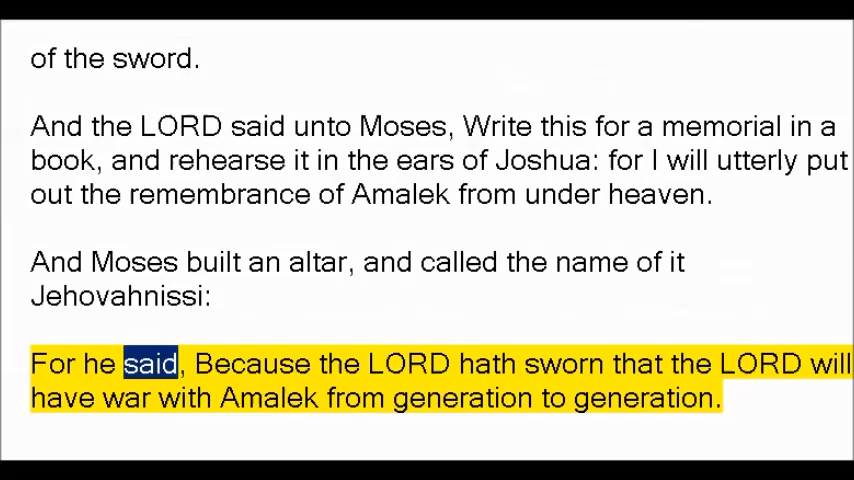 of the sword.
And the LORD said unto Moses, Write this for a memorial in a
book, and rehearse it in the ears of Joshua: for I will utterly put
out the remembrance of Amalek from under heaven.
And Moses built an altar, and called the name of it
Jehovahnissi:
For he said, Because the LORD hath sworn that the LORD will
have war with Amalek from generation to generation.